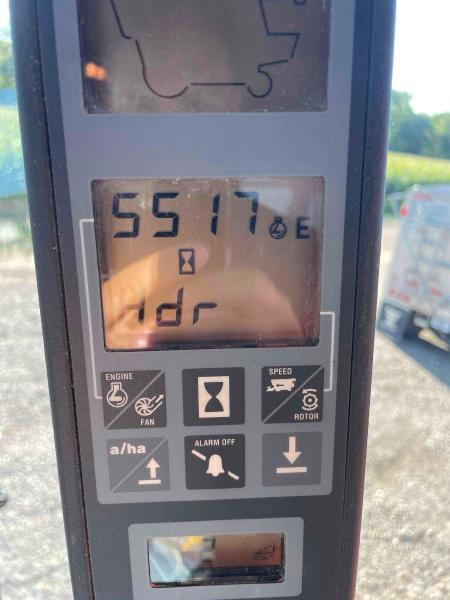 5517 E
Hdr
ENGINE
FAN
SPEED
ROTOR
a/ha
ALARM OFF